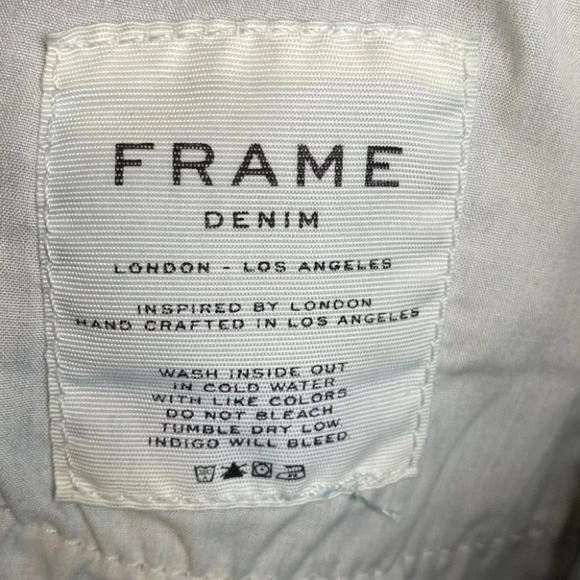 FRAME
DENIM
LONDON - LOS ANGELES
INSPIRED BY LONDON
HAND CRAFTED IN LOS ANGELES
WASH INSIDE OUT
IN COLD WATER
WITH LIKE COLORS
DO NOT BLEACH
TUMBLE DRY LOW
INDIGO WILL BLEED